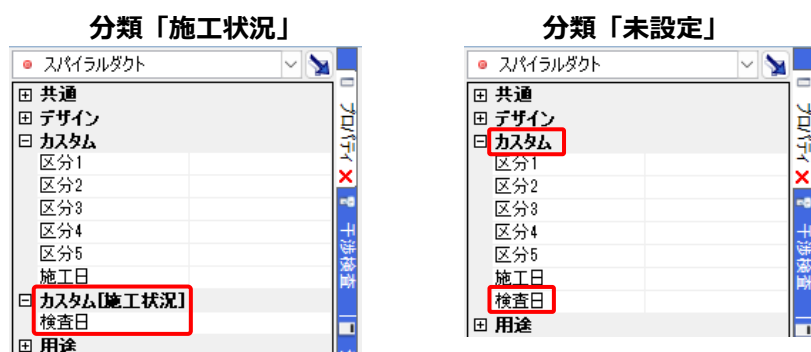 分類「施工状況」
スパイラルダクト
共通
デザイン
カスタム
区分1
区分2
区分3
区分4
区分5
施工日
カスタム[施工状況]
検査日
用途
プロパティ
干渉検査
分類「未設定」
スパイラルダクト
共通
デザイン
カスタム
区分1
区分2
区分3
区分4
区分5
施工日
検査日
用途
プロパティ
干渉検査